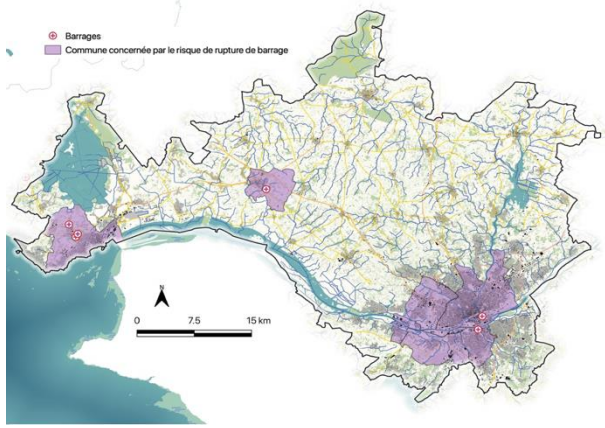 Barrages
Commune concernée par le risque de rupture de barrage
N
0 7.5 15 km